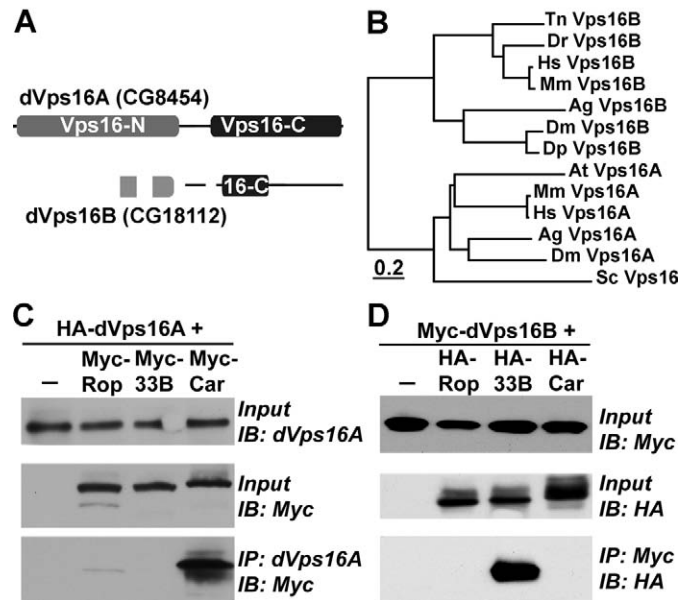 A
dVps16A (CG8454)
Vps16-N
Vps16-C
16-C
dVps16B (CG18112)
B
Tn Vps16B
Dr Vps16B
Hs Vps16B
Mm Vps16B
Ag Vps16B
Dm Vps16B
Dp Vps16B
At Vps16A
Mm Vps16A
Hs Vps16A
Ag Vps16A
Dm Vps16A
Sc Vps16
0.2
C
HA-dVps16A +
Myc- Myc- Myc-
– Rop 33B Car
Input
IB: dVps16A
Input
IB: Myc
IP: dVps16A
IB: Myc
D
Myc-dVps16B +
HA- HA- HA-
– Rop 33B Car
Input
IB: Myc
Input
IB: HA
IP: Myc
IB: HA